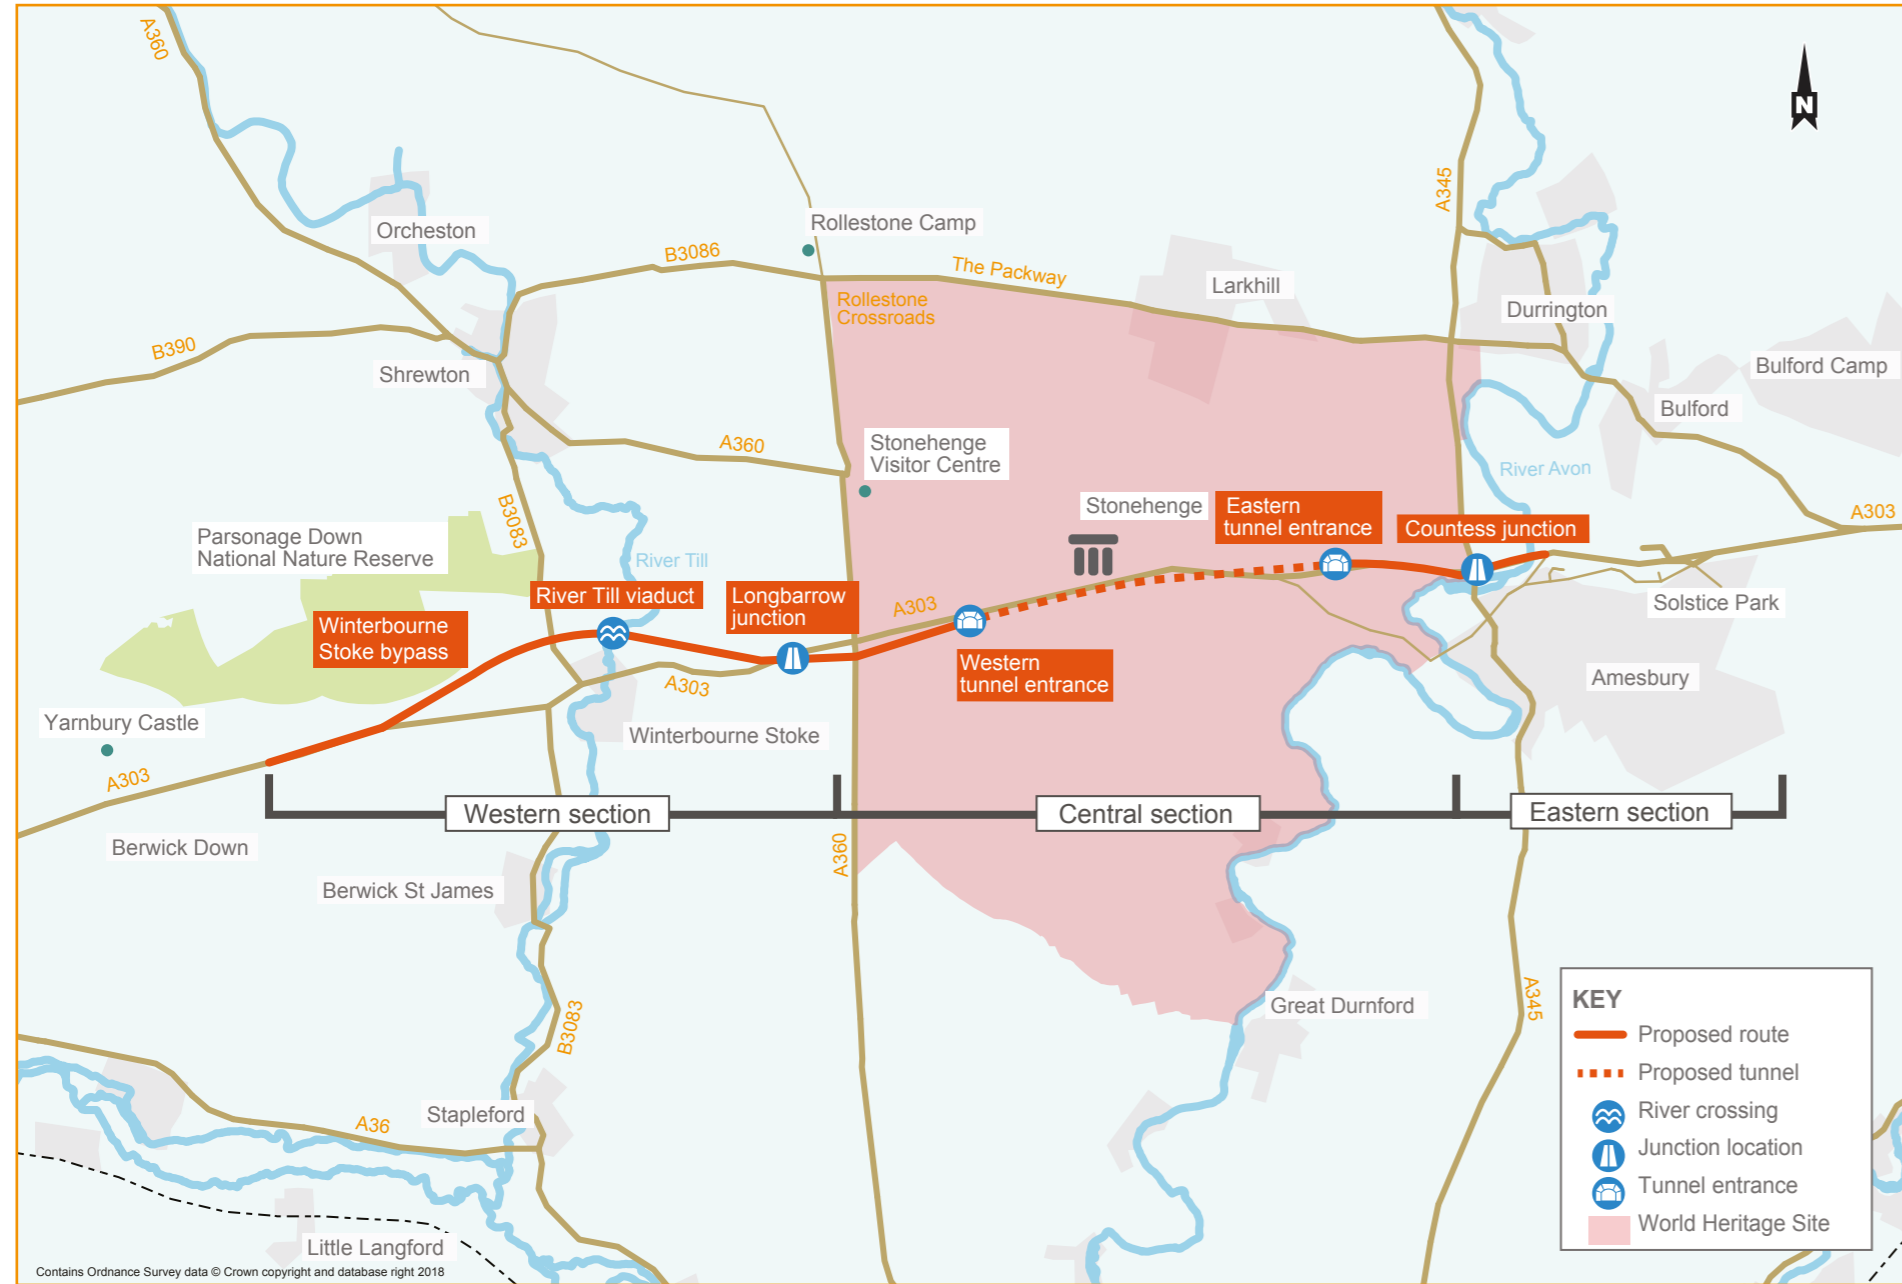 A360
N
A345
Orcheston
Rollestone Camp
B3086
The Packway
Larkhill
Rollestone
Crossroads
Durrington
B390
Shrewton
Bulford Camp
Bulford
A360
Stonehenge
Visitor Centre
River Avon
B3083
Stonehenge
Eastern
tunnel entrance
Countess junction
A303
Parsonage Down
National Nature Reserve
River Till
River Till viaduct
Longbarrow
junction
A303
Solstice Park
Winterbourne
Stoke bypass
Western
tunnel entrance
Amesbury
A303
Yarnbury Castle
Winterbourne Stoke
A303
Western section
Central section
Eastern section
Berwick Down
A360
Berwick St James
A345
Great Durnford
B3083
Stapleford
A36
Little Langford
KEY
Proposed route
Proposed tunnel
River crossing
Junction location
Tunnel entrance
World Heritage Site
Contains Ordnance Survey data © Crown copyright and database right 2018